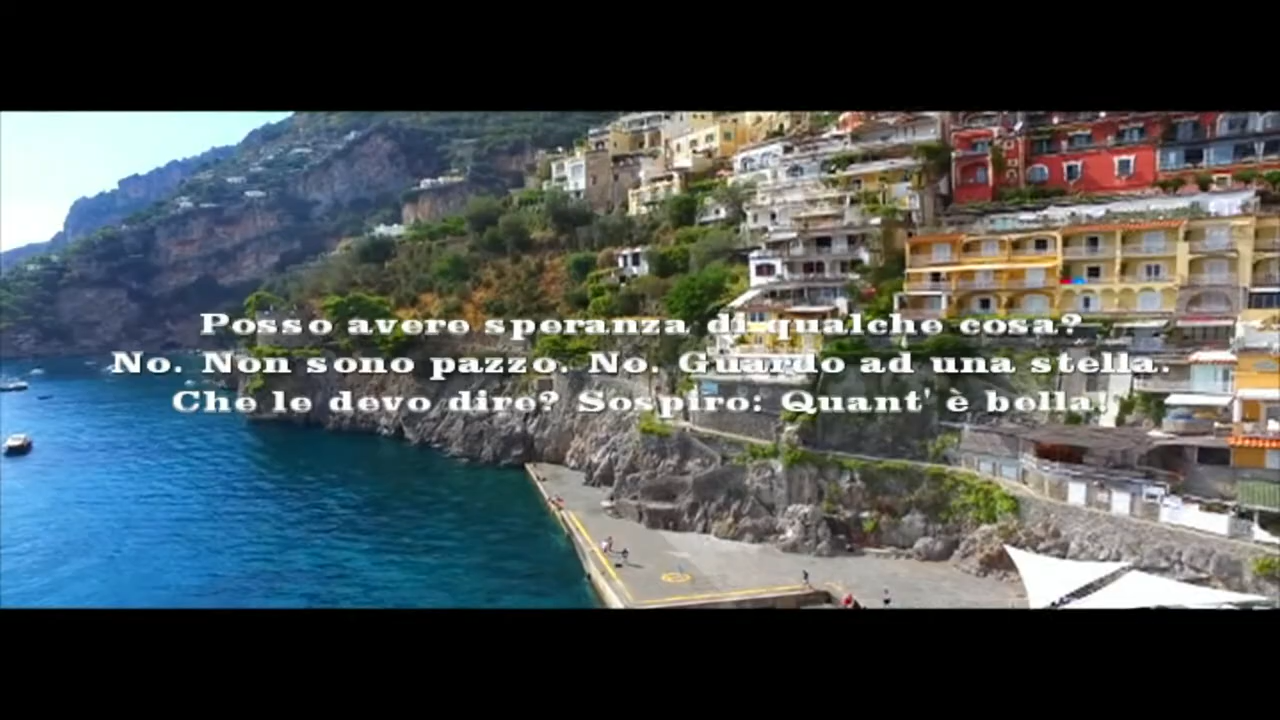 Posso avere speranza di qualche cosa?
No. Non sono pazzo. No. Guardo ad una stella.
Che le devo dire? Sospiro: Quant' è bella!